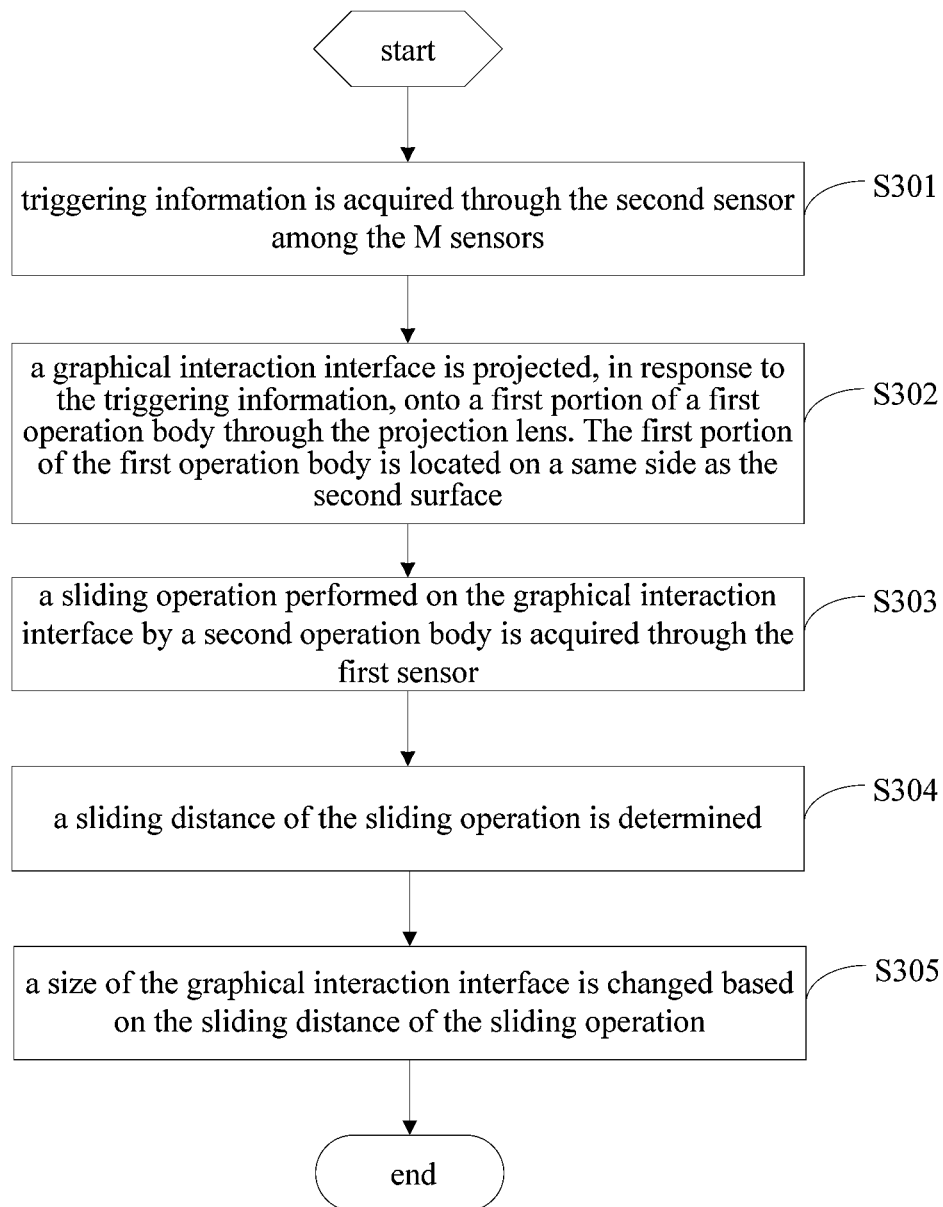 start
triggering information is acquired through the second sensor
among the M sensors
S301
a graphical interaction interface is projected, in response to
the triggering information, onto a first portion of a first
operation body through the projection lens. The first portion
of the first operation body is located on a same side as the
second surface
S302
a sliding operation performed on the graphical interaction
interface by a second operation body is acquired through the
first sensor
S303
a sliding distance of the sliding operation is determined
S304
a size of the graphical interaction interface is changed based
on the sliding distance of the sliding operation
S305
end